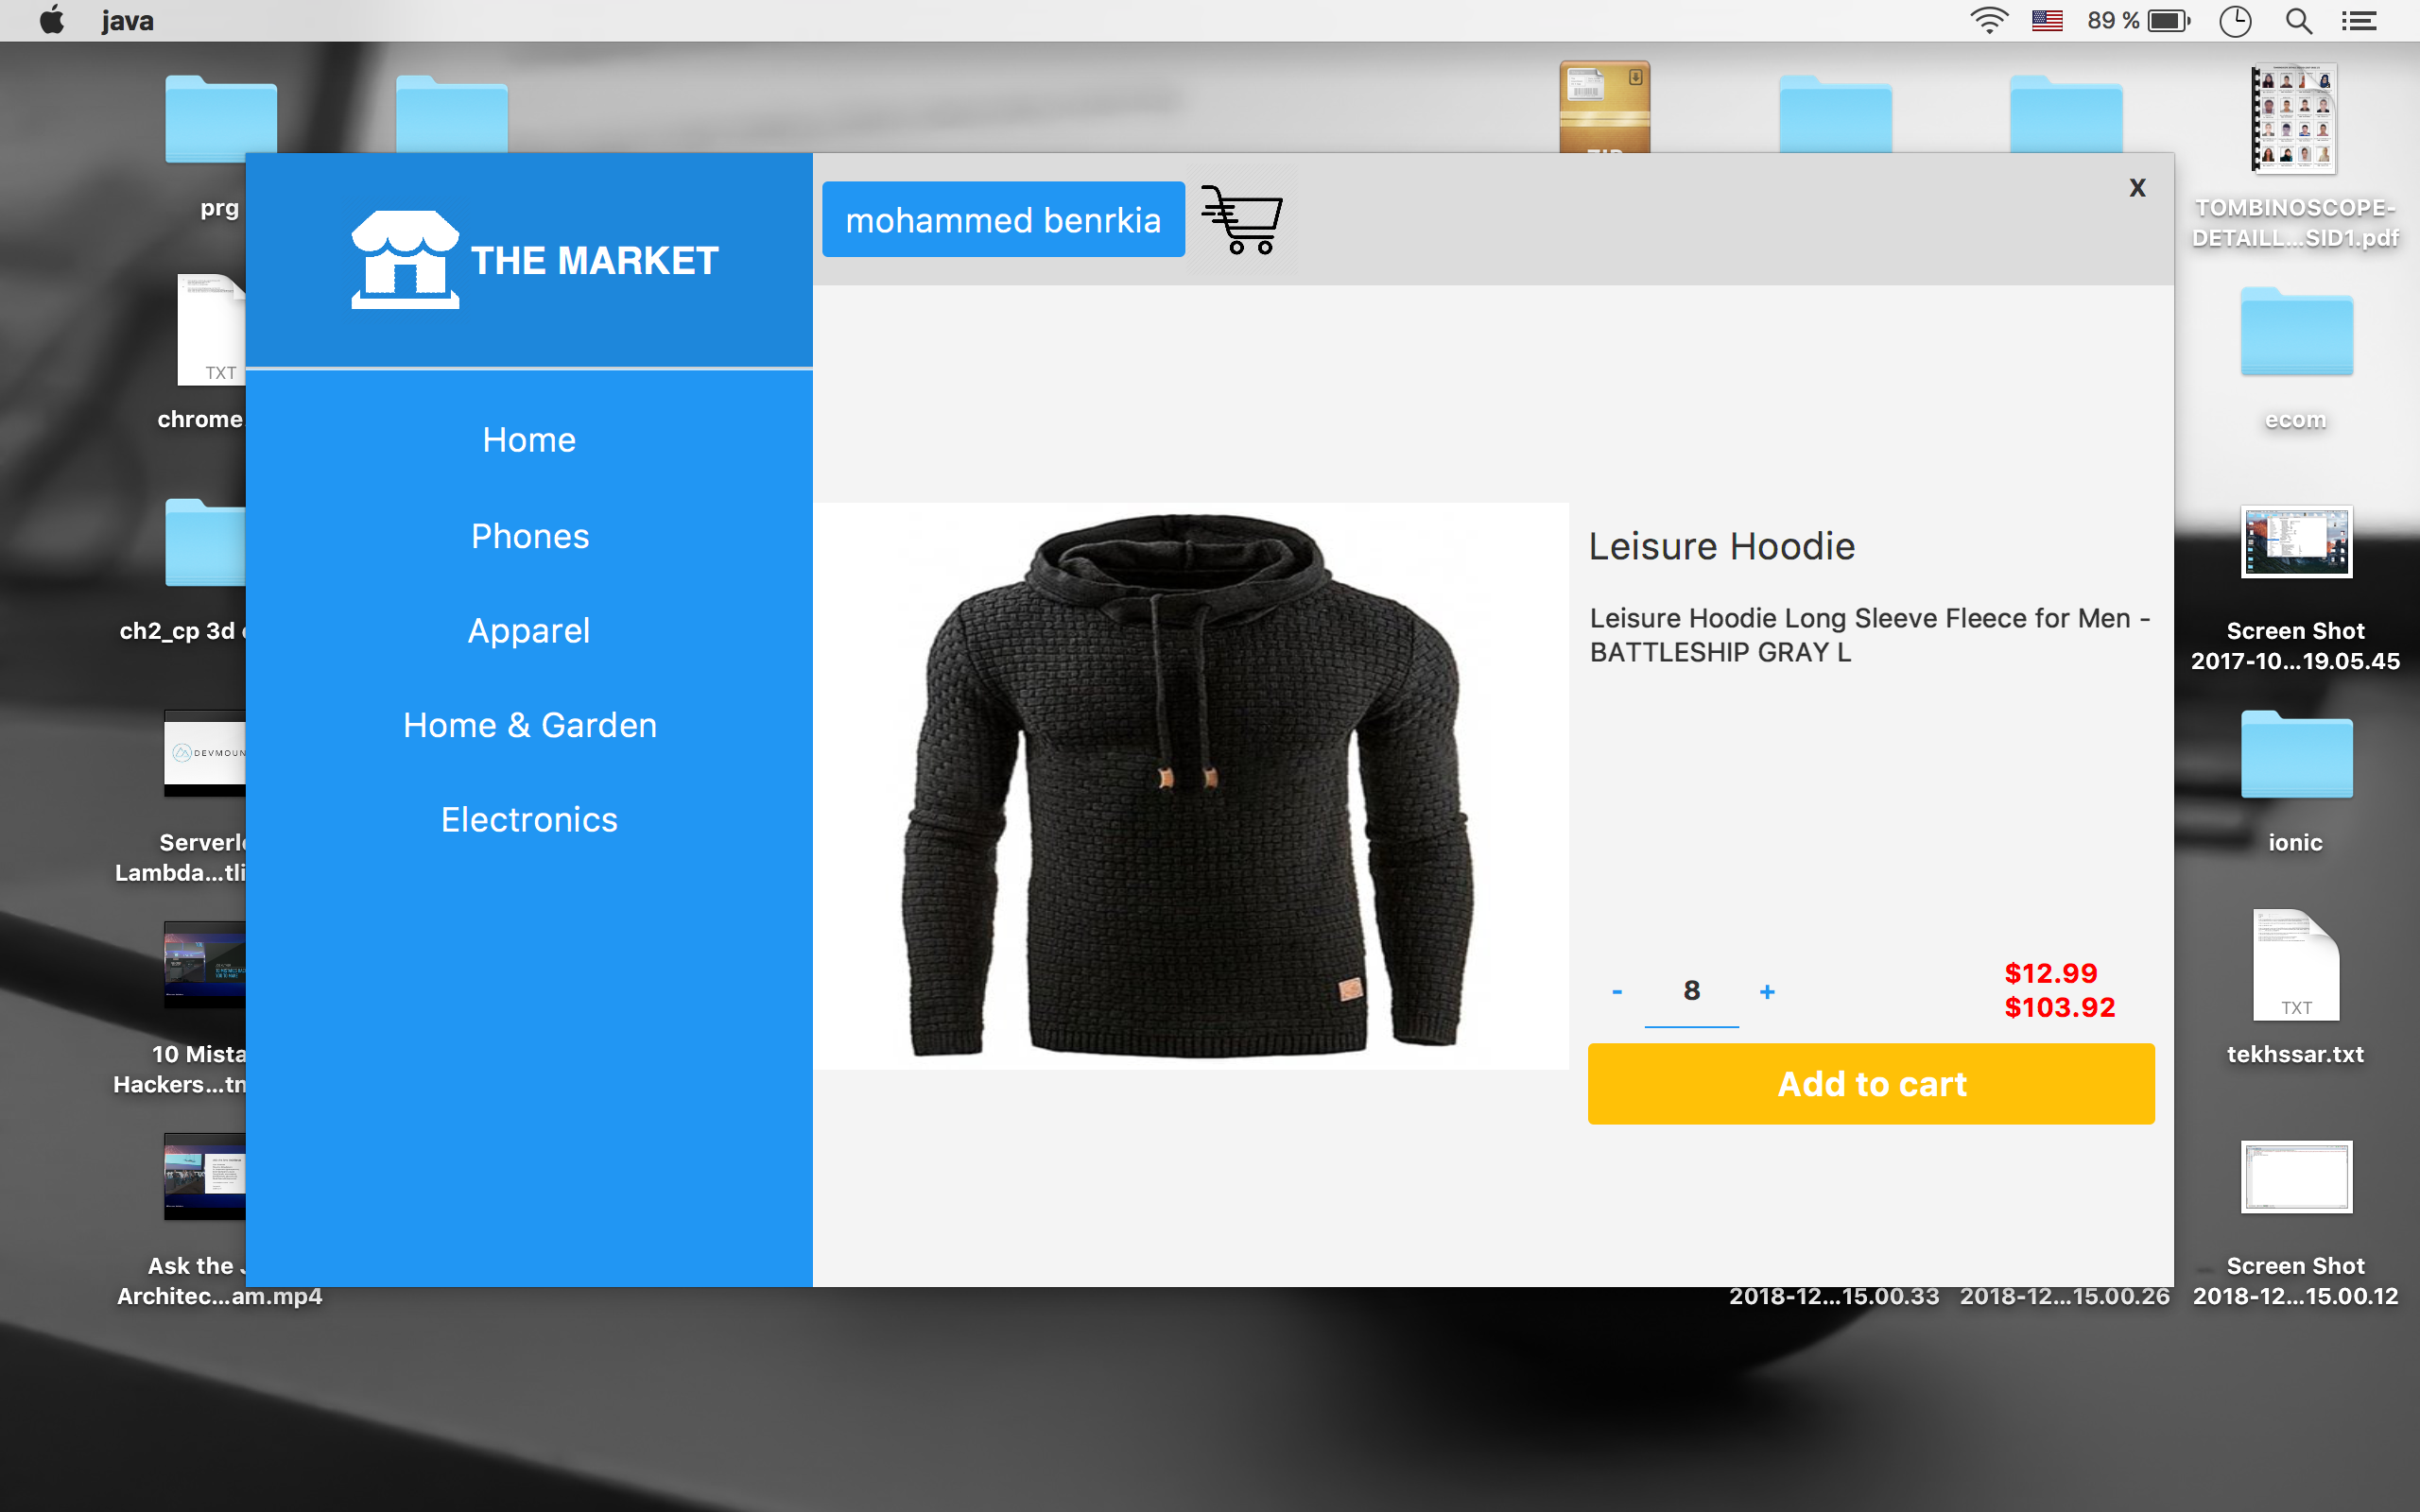 java
89 %
ZIP
TOMBINOSCOPE-
DETAILL...SID1.pdf
prg
TXT
chrome.
ch2_cp 3d
DEVMOUN
Serverle
Lambda...tli
10 Mista
Hackers...tn
Ask the J
Architec...am.mp4
THE MARKET
Home
Phones
Apparel
Home & Garden
Electronics
mohammed benrkia
X
Leisure Hoodie
Leisure Hoodie Long Sleeve Fleece for Men -
BATTLESHIP GRAY L
- 8 +
$12.99
$103.92
Add to cart
ecom
Screen Shot
2017-10...19.05.45
ionic
TXT
tekhssar.txt
Screen Shot
2018-12...15.00.12
2018-12...15.00.33
2018-12...15.00.26